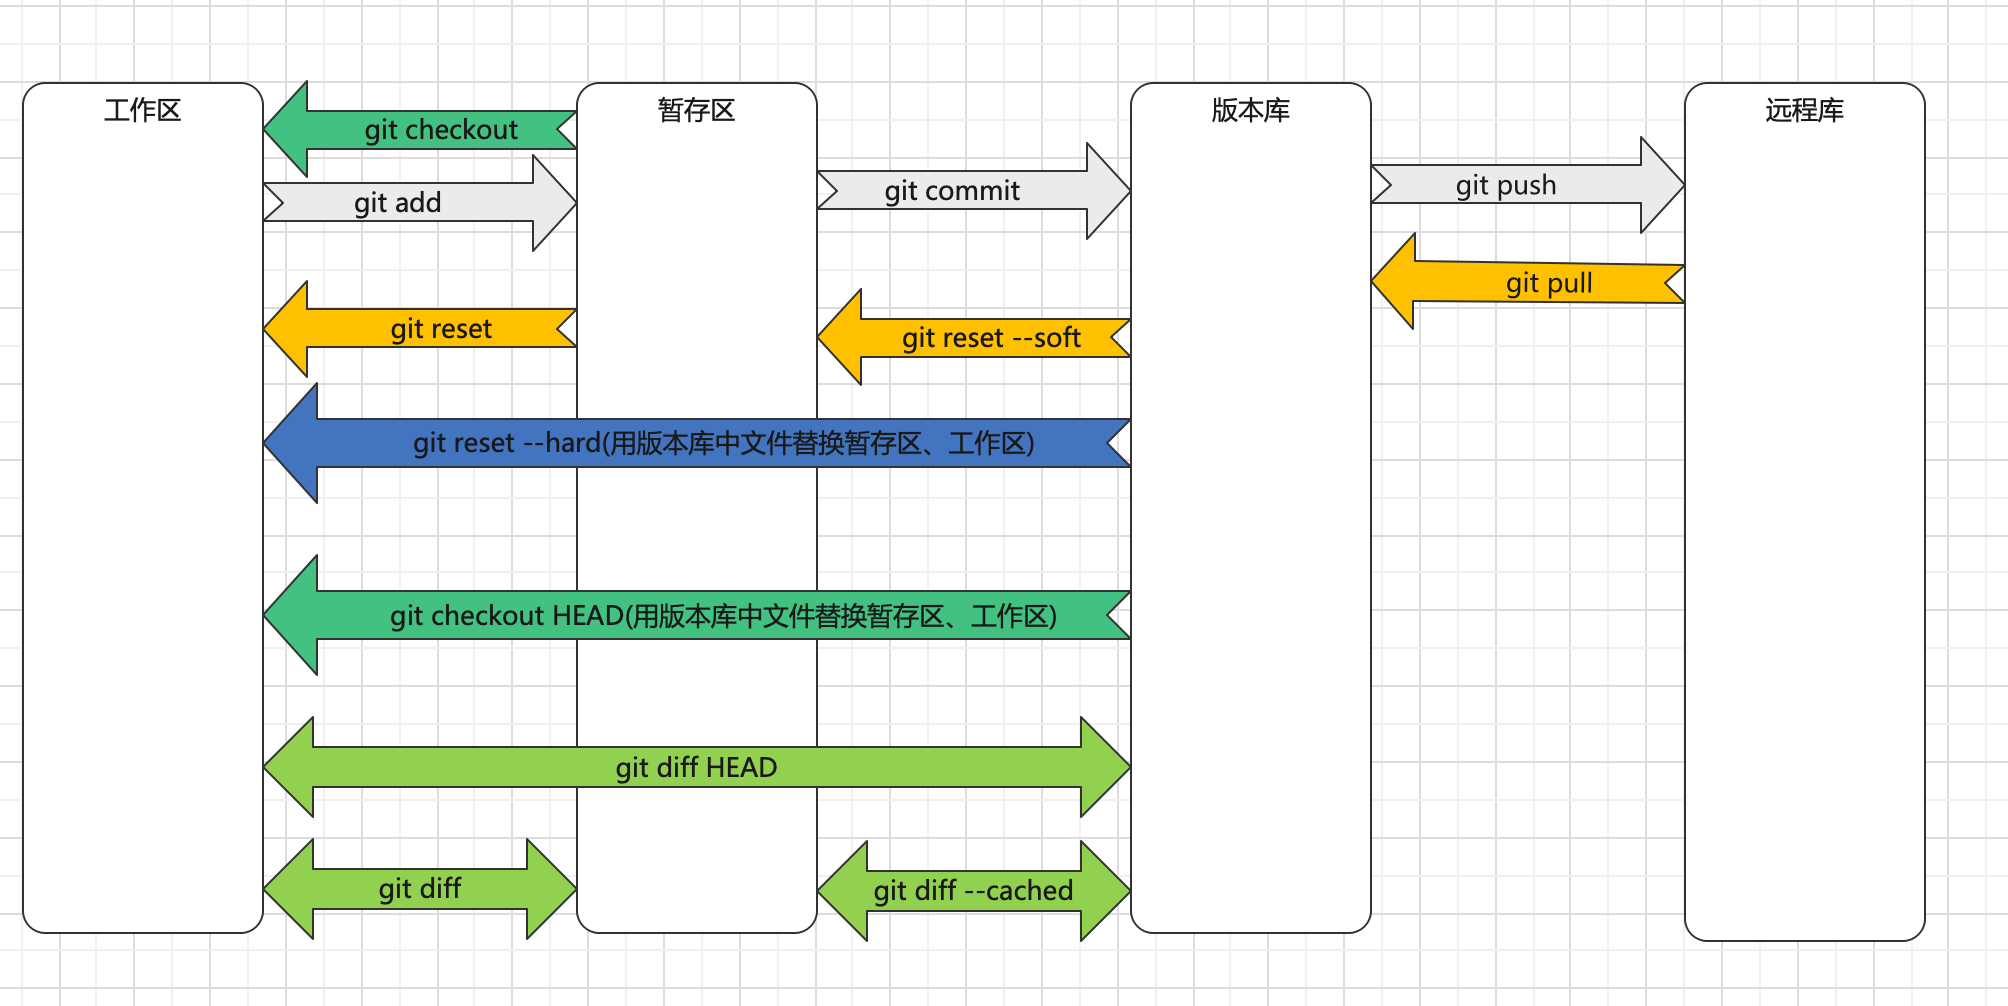 工作区
暂存区
版本库
远程库
git checkout
git add
git commit
git push
git pull
git reset
git reset --soft
git reset --hard(用版本库中文件替换暂存区、工作区)
git checkout HEAD(用版本库中文件替换暂存区、工作区)
git diff HEAD
git diff
git diff --cached